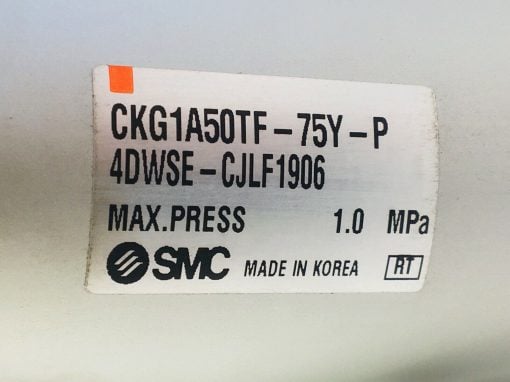 CKG1A50TF-75Y-P
4DWSE-CJLF1906
MAX.PRESS 1.0 MPa
SMC MADE IN KOREA RT